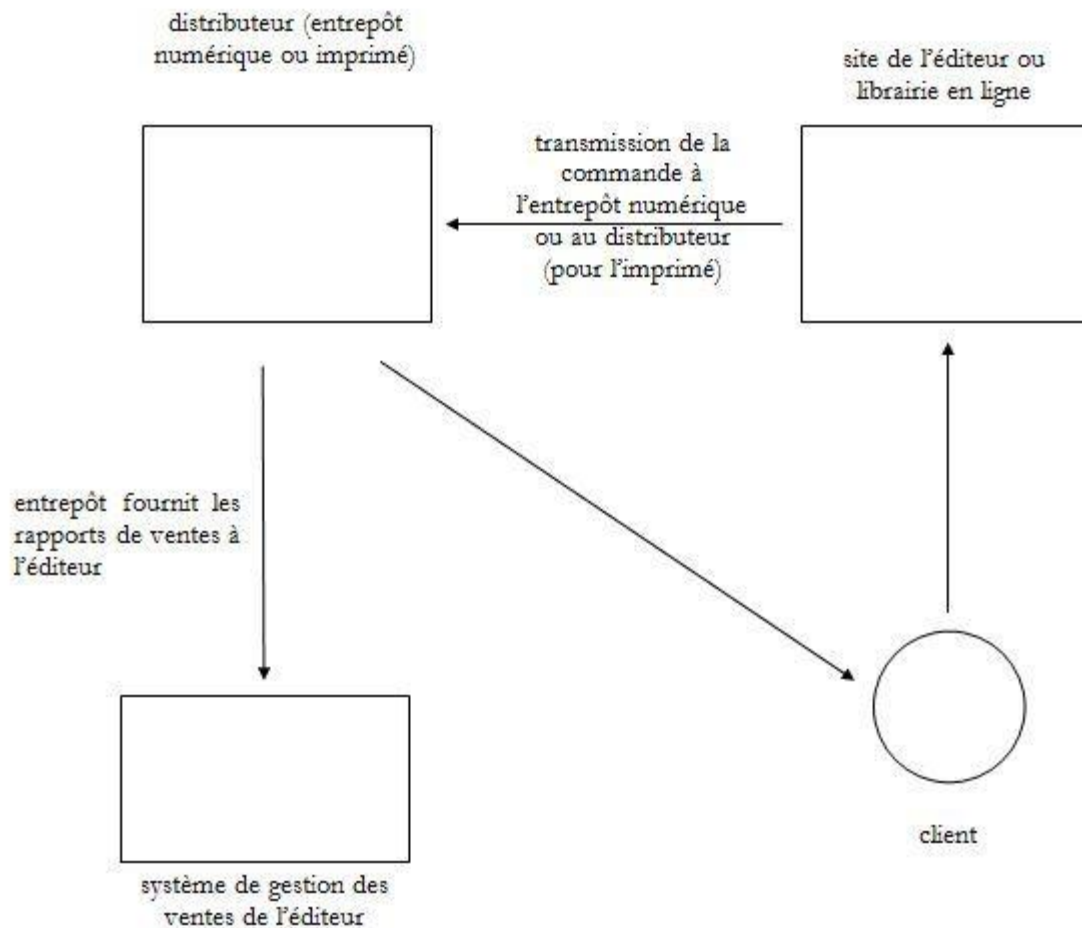 distributeur (entrepôt
numérique ou imprimé)
site de l'éditeur ou
librairie en ligne
transmission de la
commande à
l'entrepôt numérique
ou au distributeur
(pour l'imprimé)
entrepôt fournit les
rapports de ventes à
l'éditeur
client
système de gestion des
ventes de l'éditeur